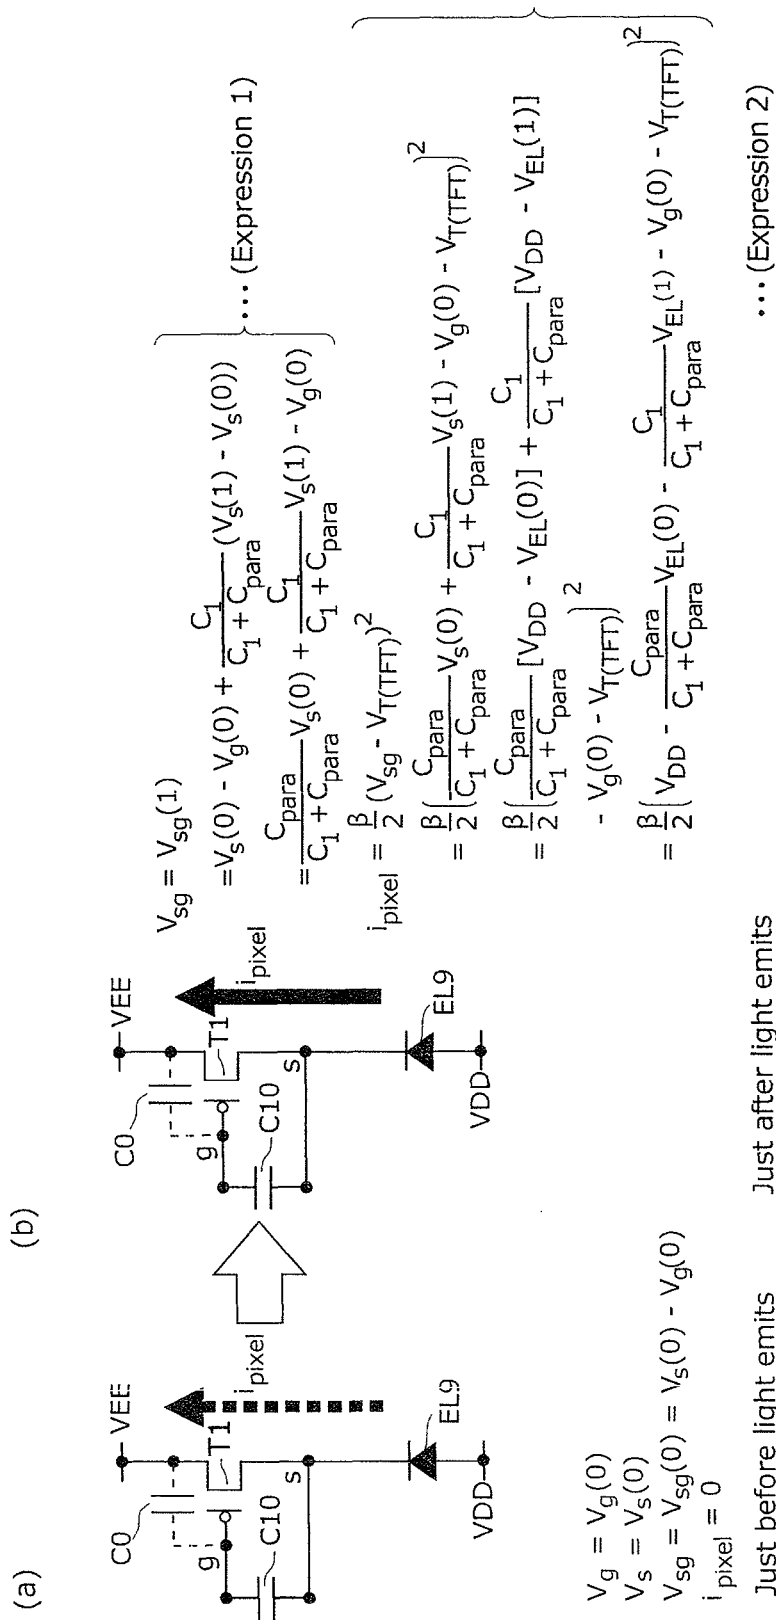 (a)
VEE
C0
i_pixel
T1
g
C10
s
EL9
VDD
V_g = V_g(0)
V_s = V_s(0)
V_sg = V_sg(0) = V_s(0) - V_g(0)
i_pixel = 0
Just before light emits
i_pixel
(b)
VEE
C0
i_pixel
T1
g
C10
s
EL9
VDD
Just after light emits
V_sg = V_sg(1)
=V_s(0) - V_g(0) + C_1/(C_1 + C_para) (V_s(1) - V_s(0))
= C_para/(C_1 + C_para) V_s(0) + C_1/(C_1 + C_para) V_s(1) - V_g(0)
••• (Expression 1)
i_pixel = β/2 (V_sg - V_T(TFT))^2
= β/2 (C_para/(C_1 + C_para) V_s(0) + C_1/(C_1 + C_para) V_s(1) - V_g(0) - V_T(TFT))^2
= β/2 (C_para/(C_1 + C_para) [V_DD - V_EL(0)] + C_1/(C_1 + C_para) [V_DD - V_EL(1)]
- V_g(0) - V_T(TFT))^2
= β/2 (V_DD - C_para/(C_1 + C_para) V_EL(0) - C_1/(C_1 + C_para) V_EL(1) - V_g(0) - V_T(TFT))^2
••• (Expression 2)